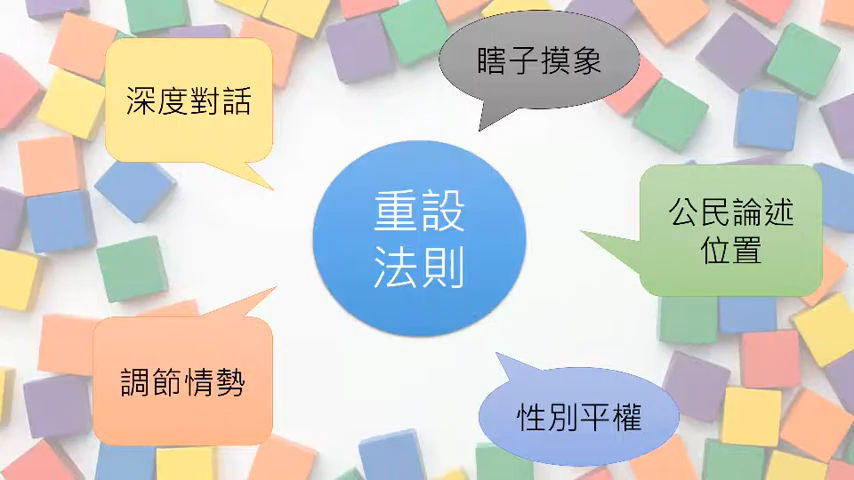 瞎子摸象
深度對話
重設
法則
公民論述
位置
調節情勢
性別平權